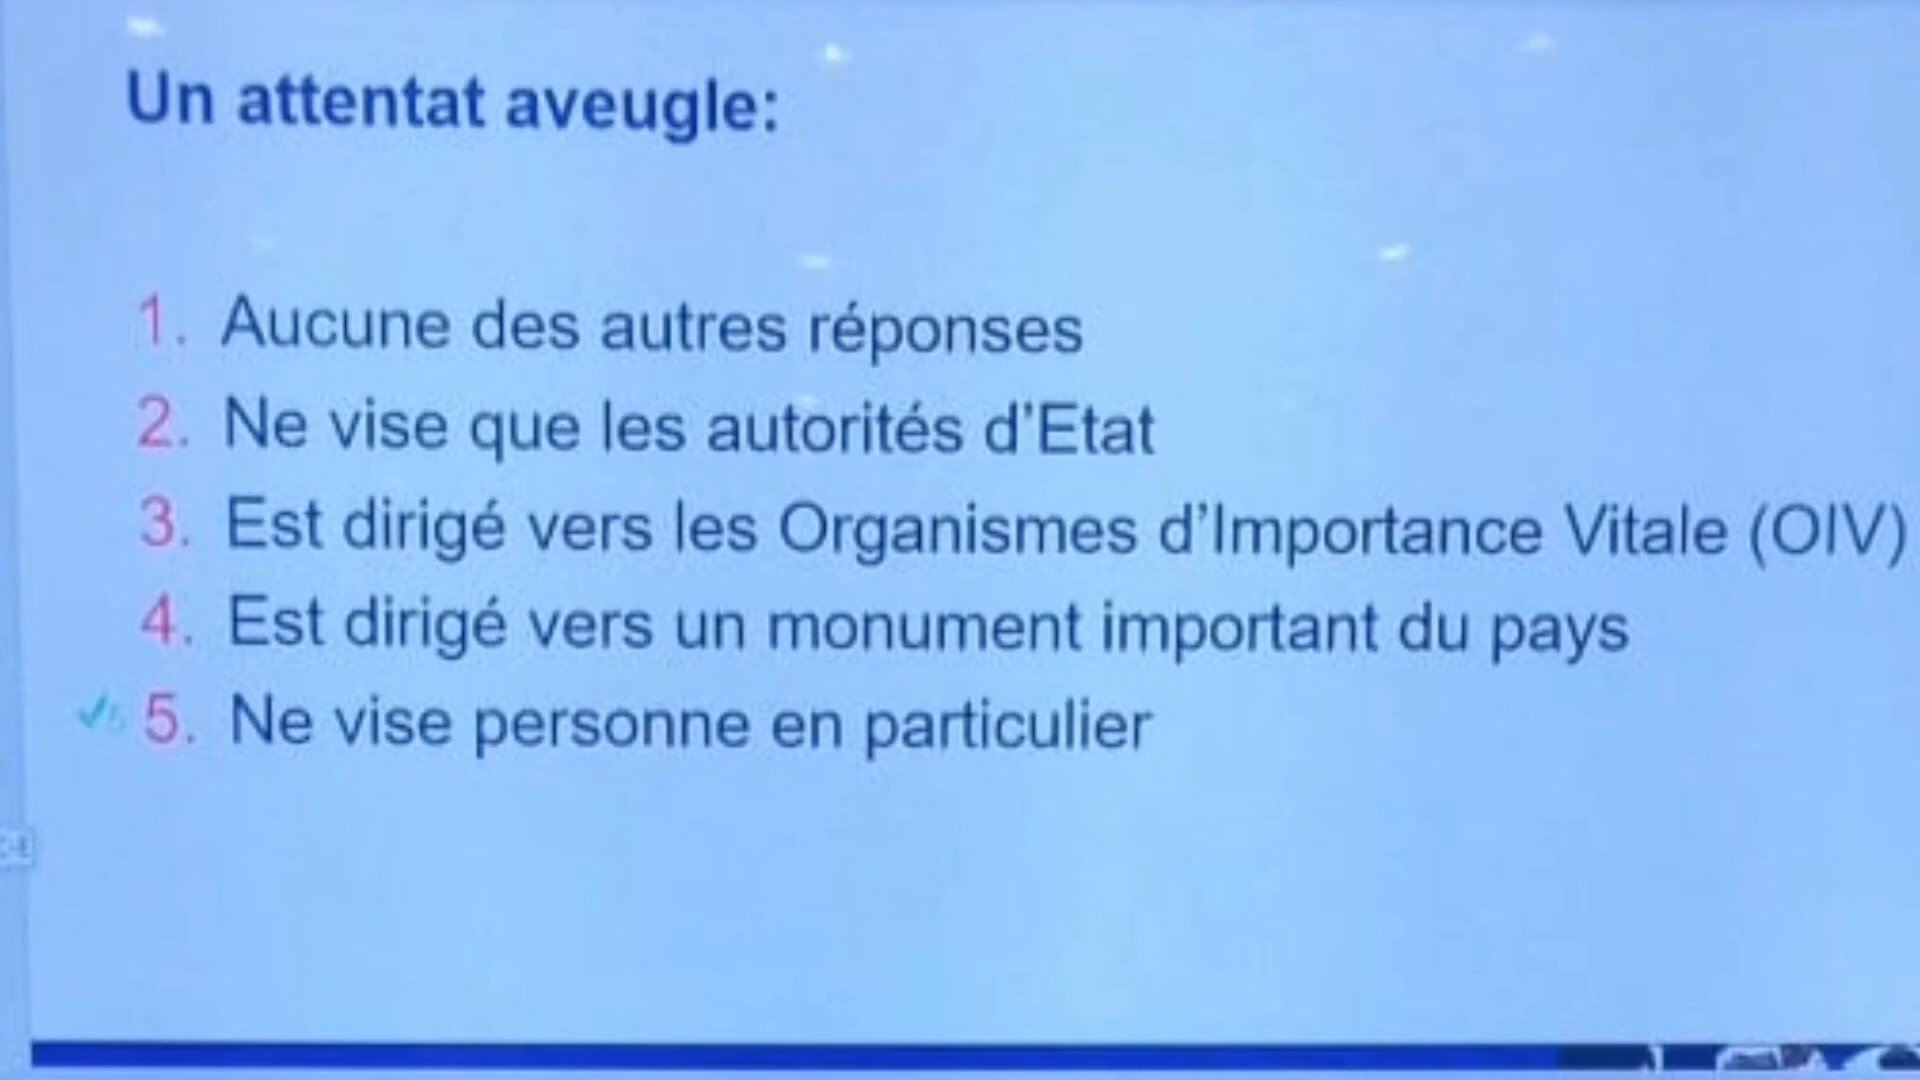 Un attentat aveugle:
1. Aucune des autres réponses
2. Ne vise que les autorités d'Etat
3. Est dirigé vers les Organismes d'Importance Vitale (OIV)
4. Est dirigé vers un monument important du pays
5. Ne vise personne en particulier